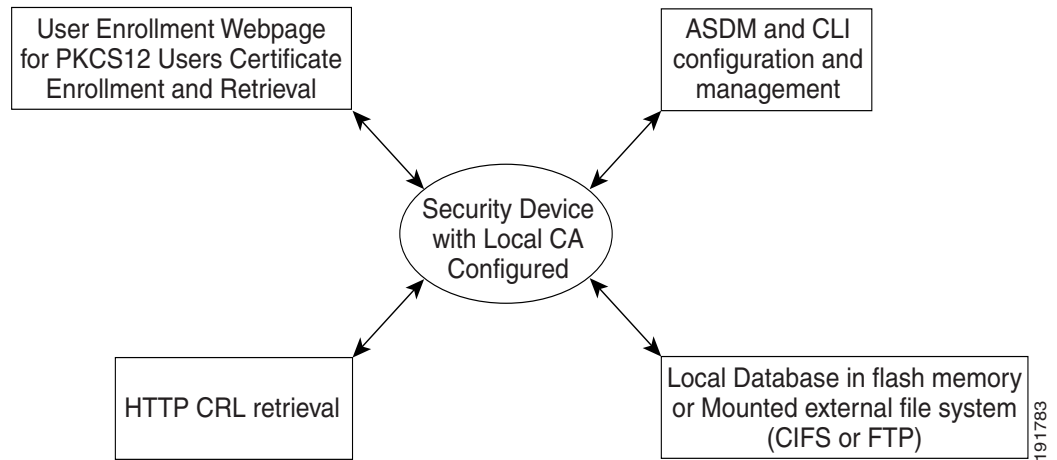 User Enrollment Webpage
for PKCS12 Users Certificate
Enrollment and Retrieval
ASDM and CLI
configuration and
management
Security Device
with Local CA
Configured
HTTP CRL retrieval
Local Database in flash memory
or Mounted external file system
(CIFS or FTP)
191783